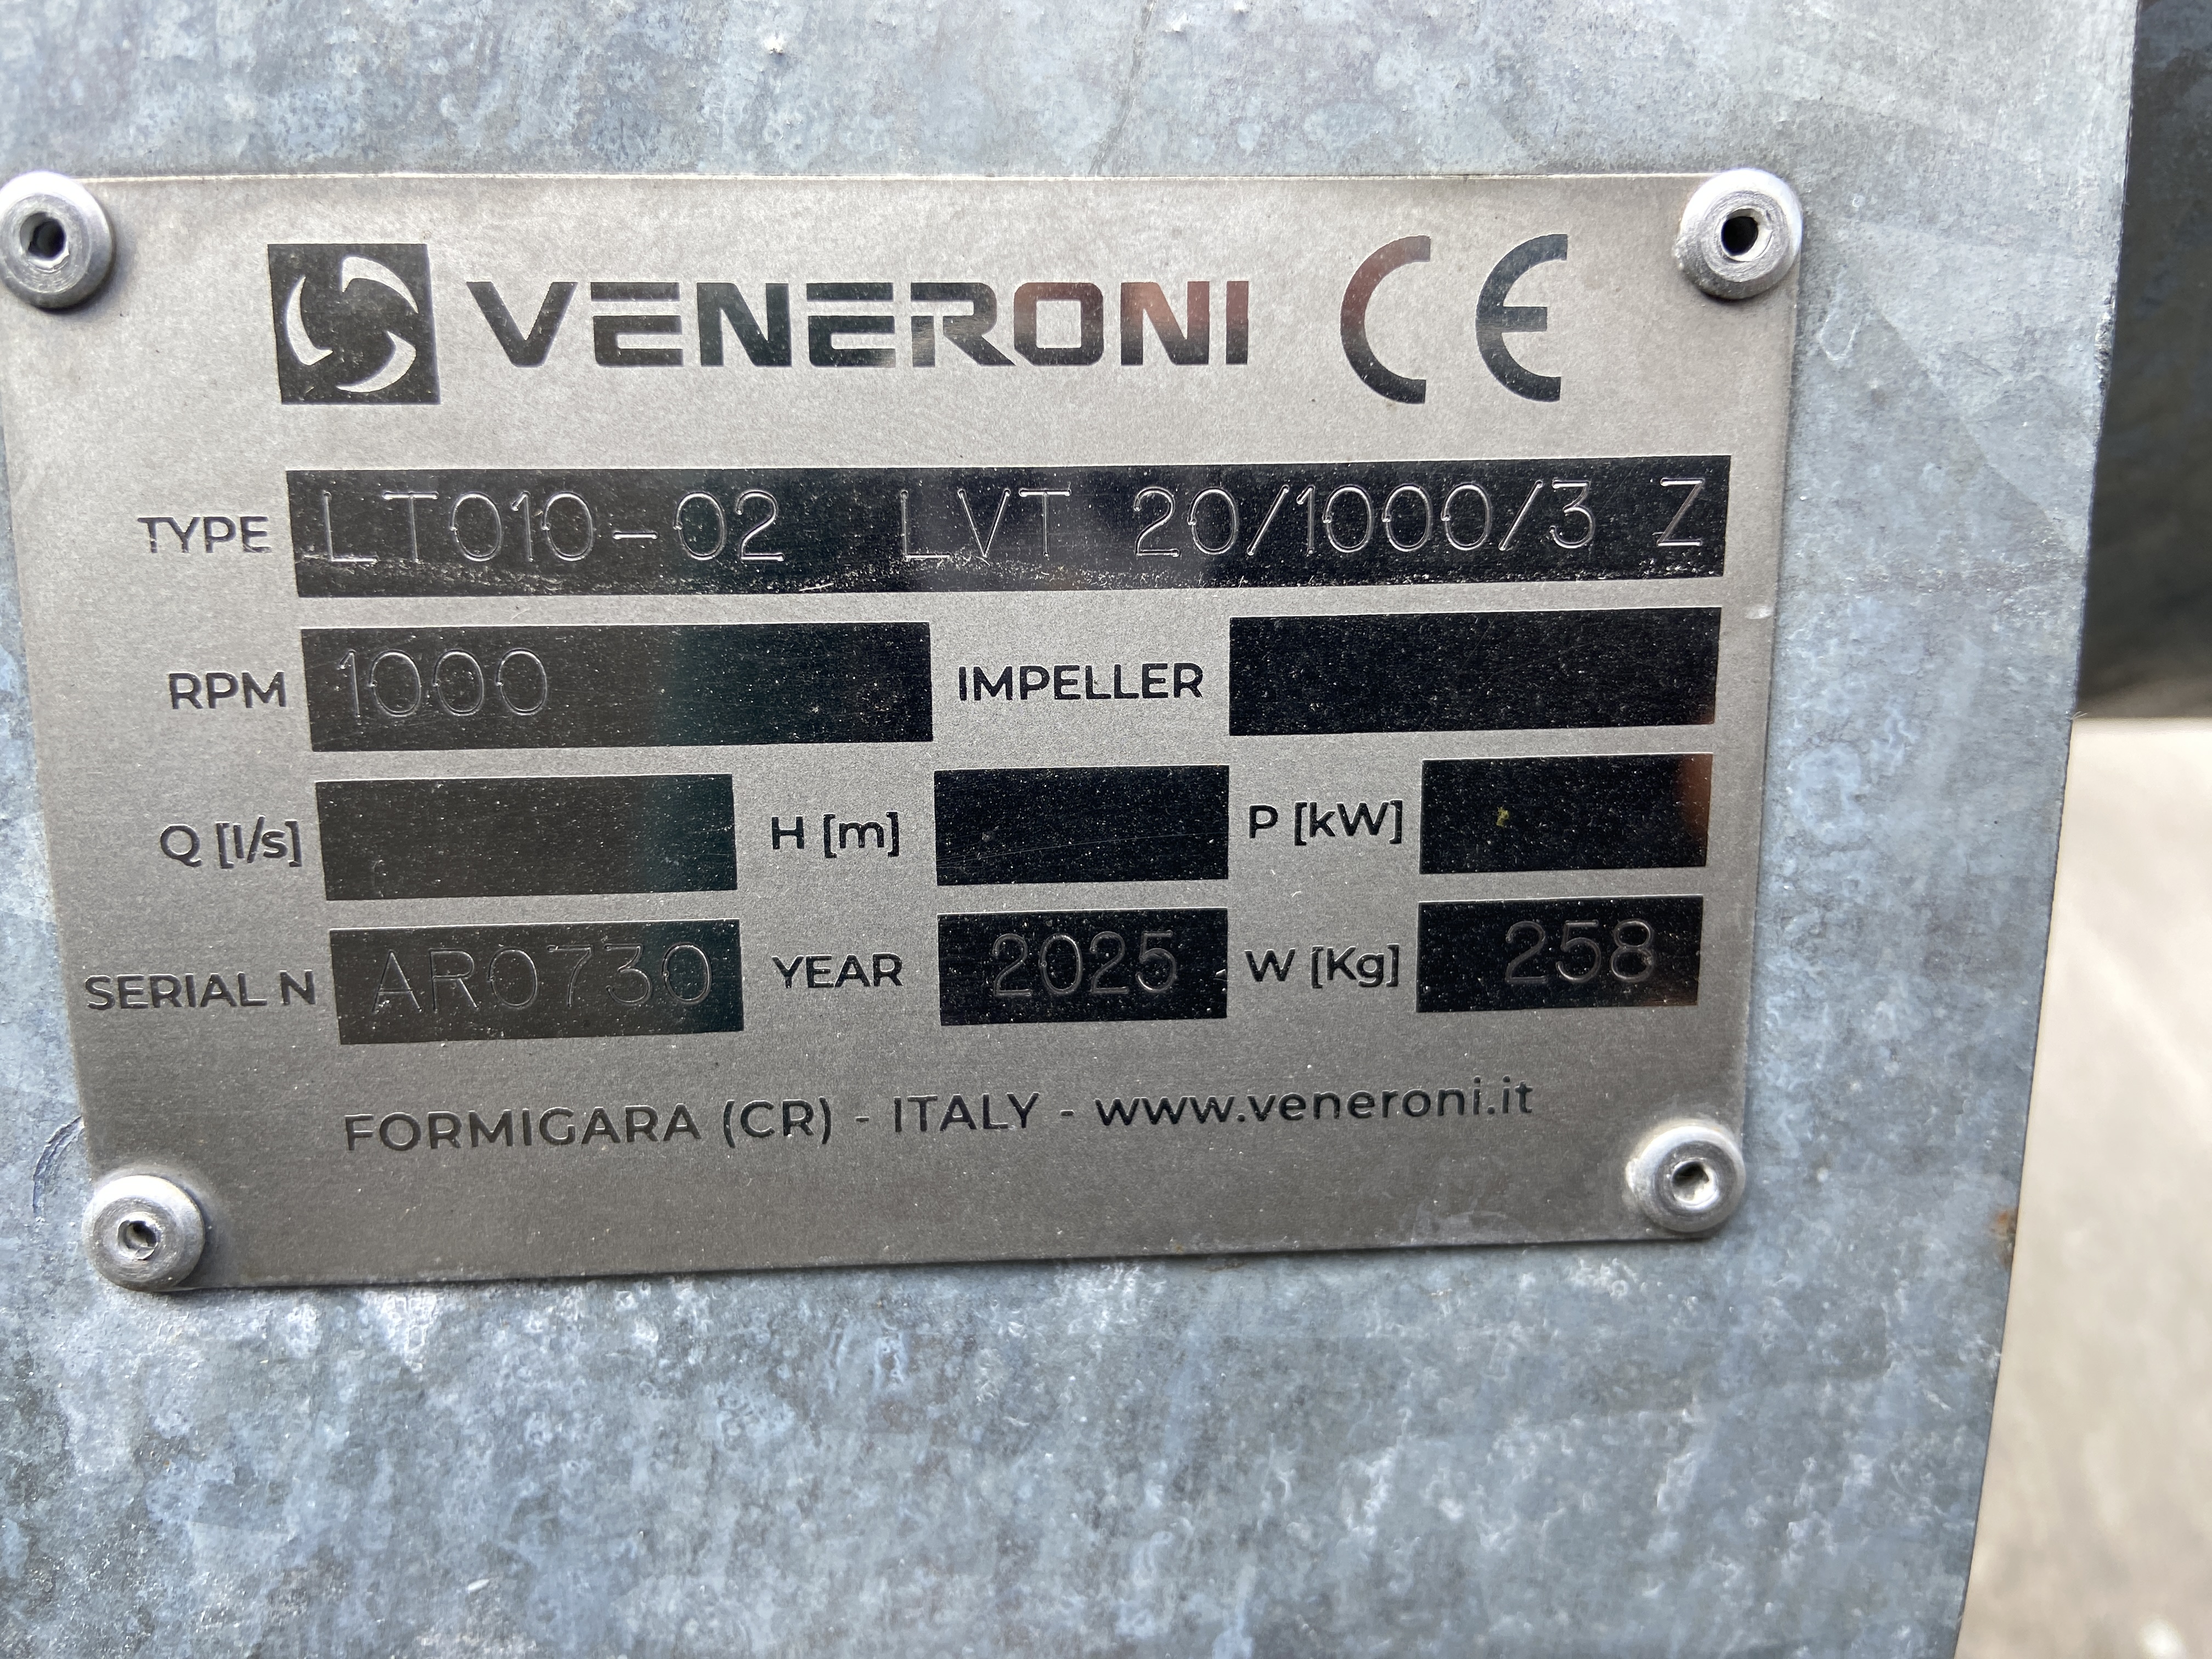 VENERONI CE
TYPE LT010-02 LVT 20/1000/3 Z
RPM 1000 IMPELLER
Q [l/s] H [m] P [kW]
SERIAL N AR0730 YEAR 2025 W [Kg] 258
FORMIGARA (CR) - ITALY - www.veneroni.it